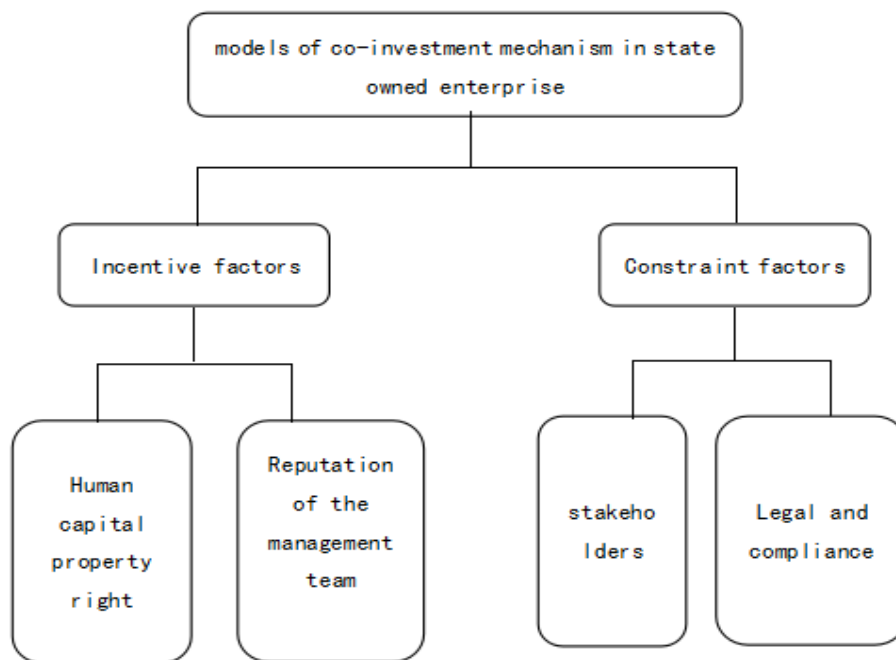 models of co-investment mechanism in state
owned enterprise
Incentive factors
Constraint factors
Human
capital
property
right
Reputation
of the
management
team
stakeho
lders
Legal and
compliance